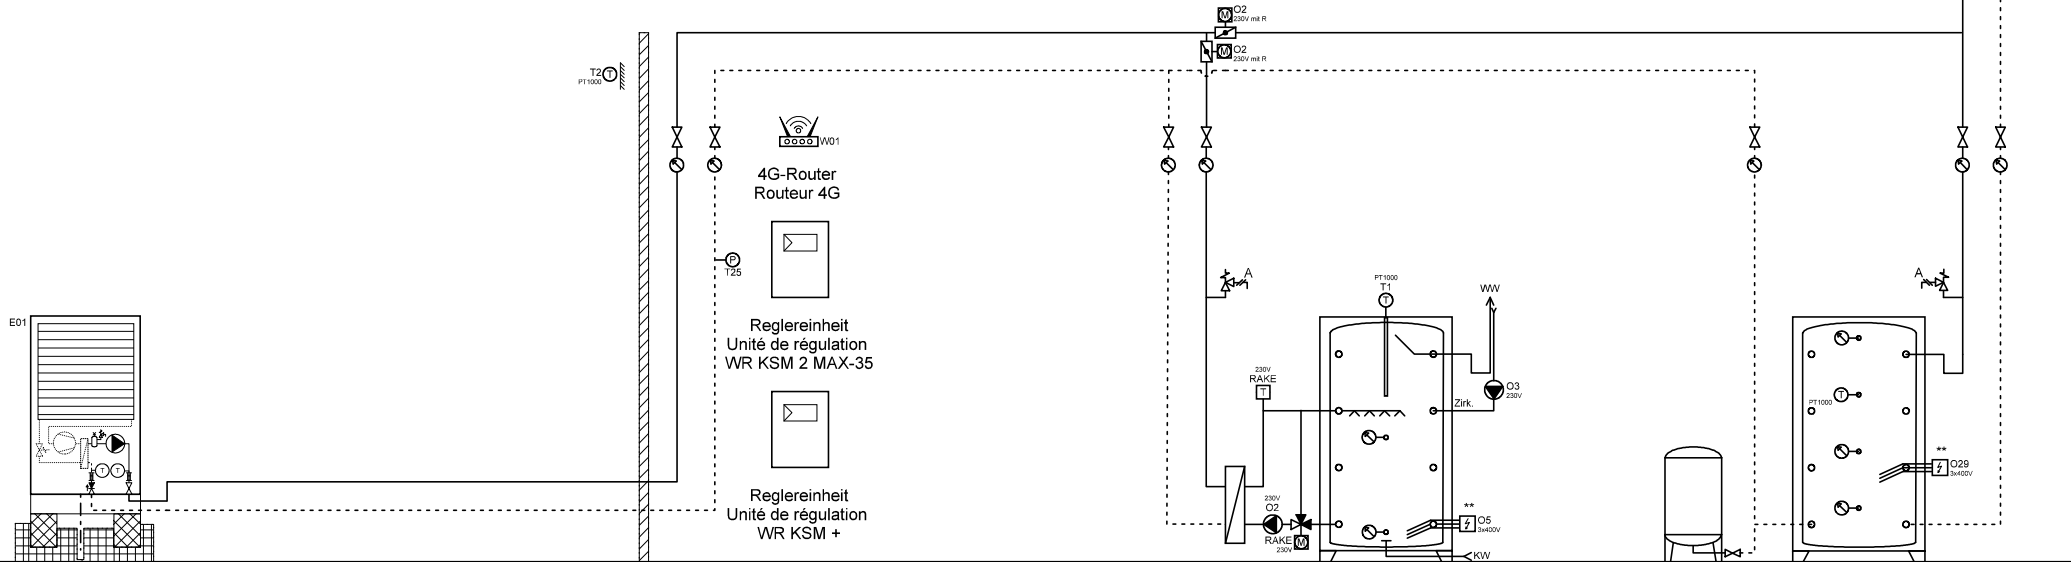 O2
230V mit R
M
O2
230V mit R
M
T2
T
PT1000
W01
4G-Router
Routeur 4G
P
T25
A
PT1000
T1
T
WW
A
E01
Reglereinheit
Unité de régulation
WR KSM 2 MAX-35
230V
RAKE
T
O3
230V
Zirk.
PT1000
T
T
T
**
O29
3x400V
Reglereinheit
Unité de régulation
WR KSM +
230V
O2
RAKE
230V
M
**
O5
3x400V
KW